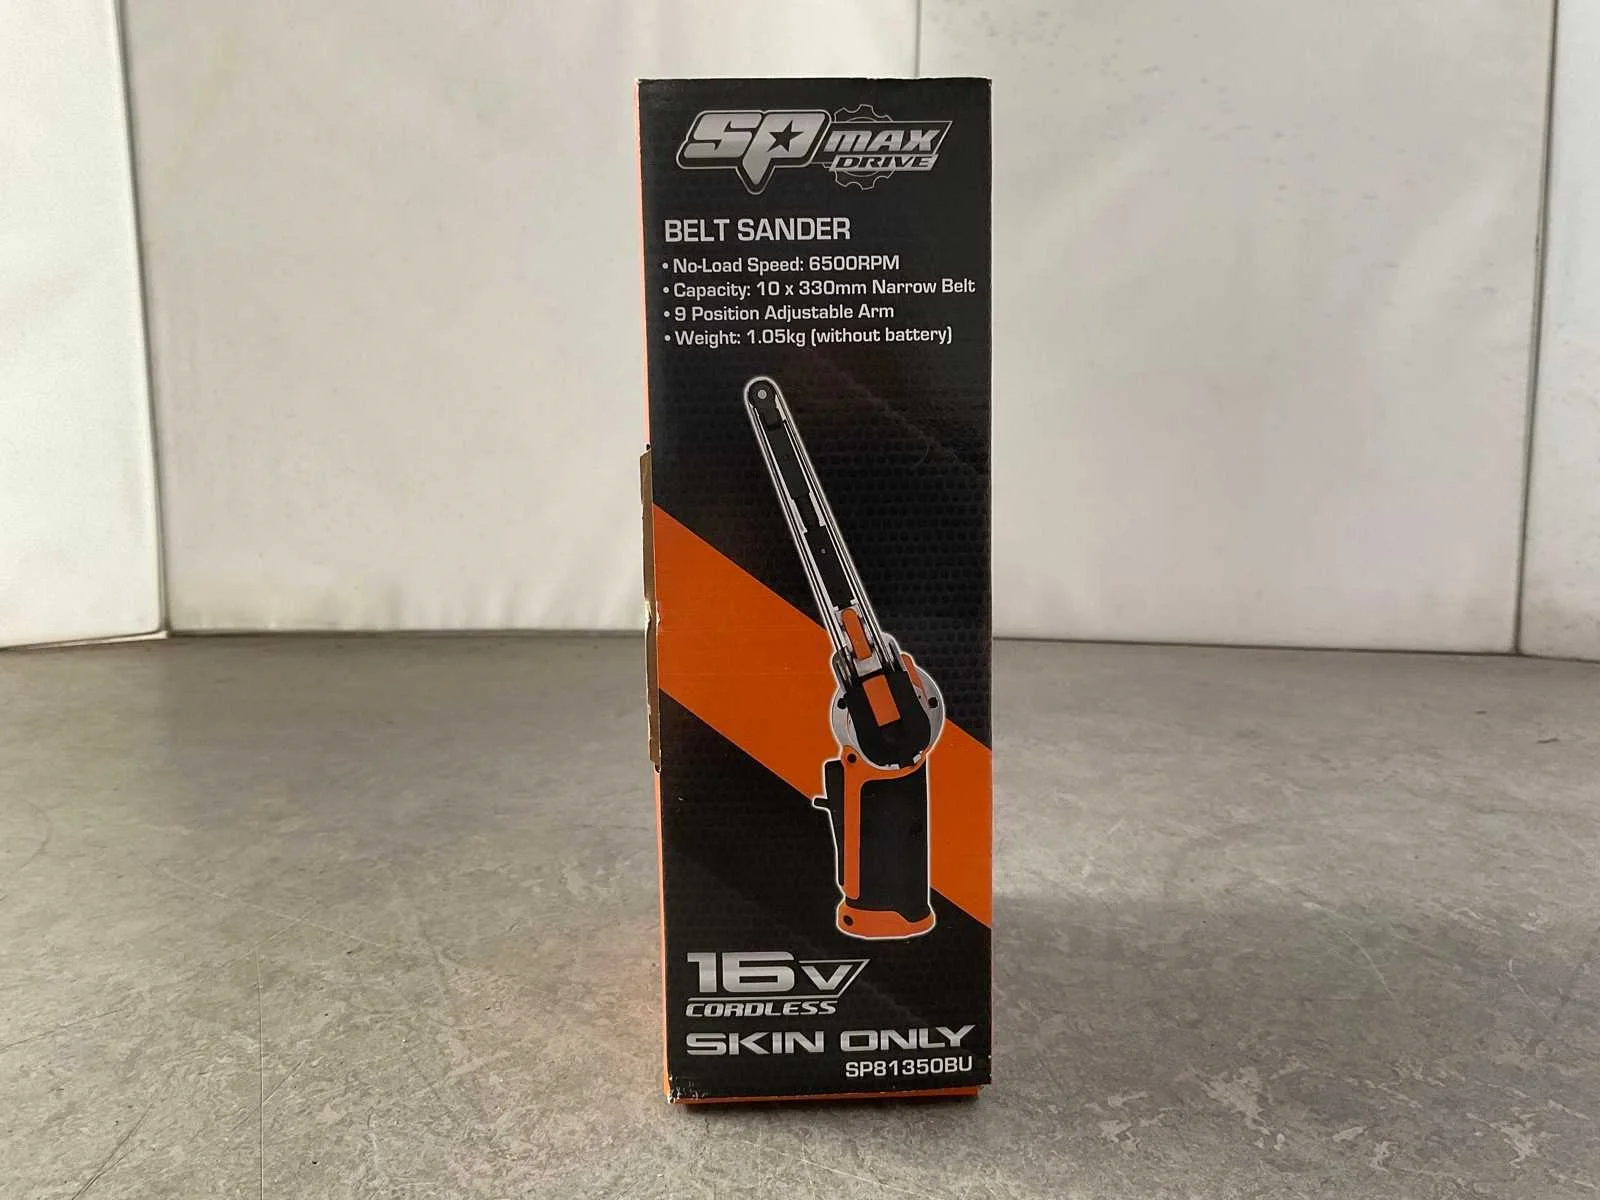 SP MAX
DRIVE
BELT SANDER
• No-Load Speed: 6500RPM
• Capacity: 10 x 330mm Narrow Belt
• 9 Position Adjustable Arm
• Weight: 1.05kg (without battery)
16V
CORDLESS
SKIN ONLY
SP81350BU